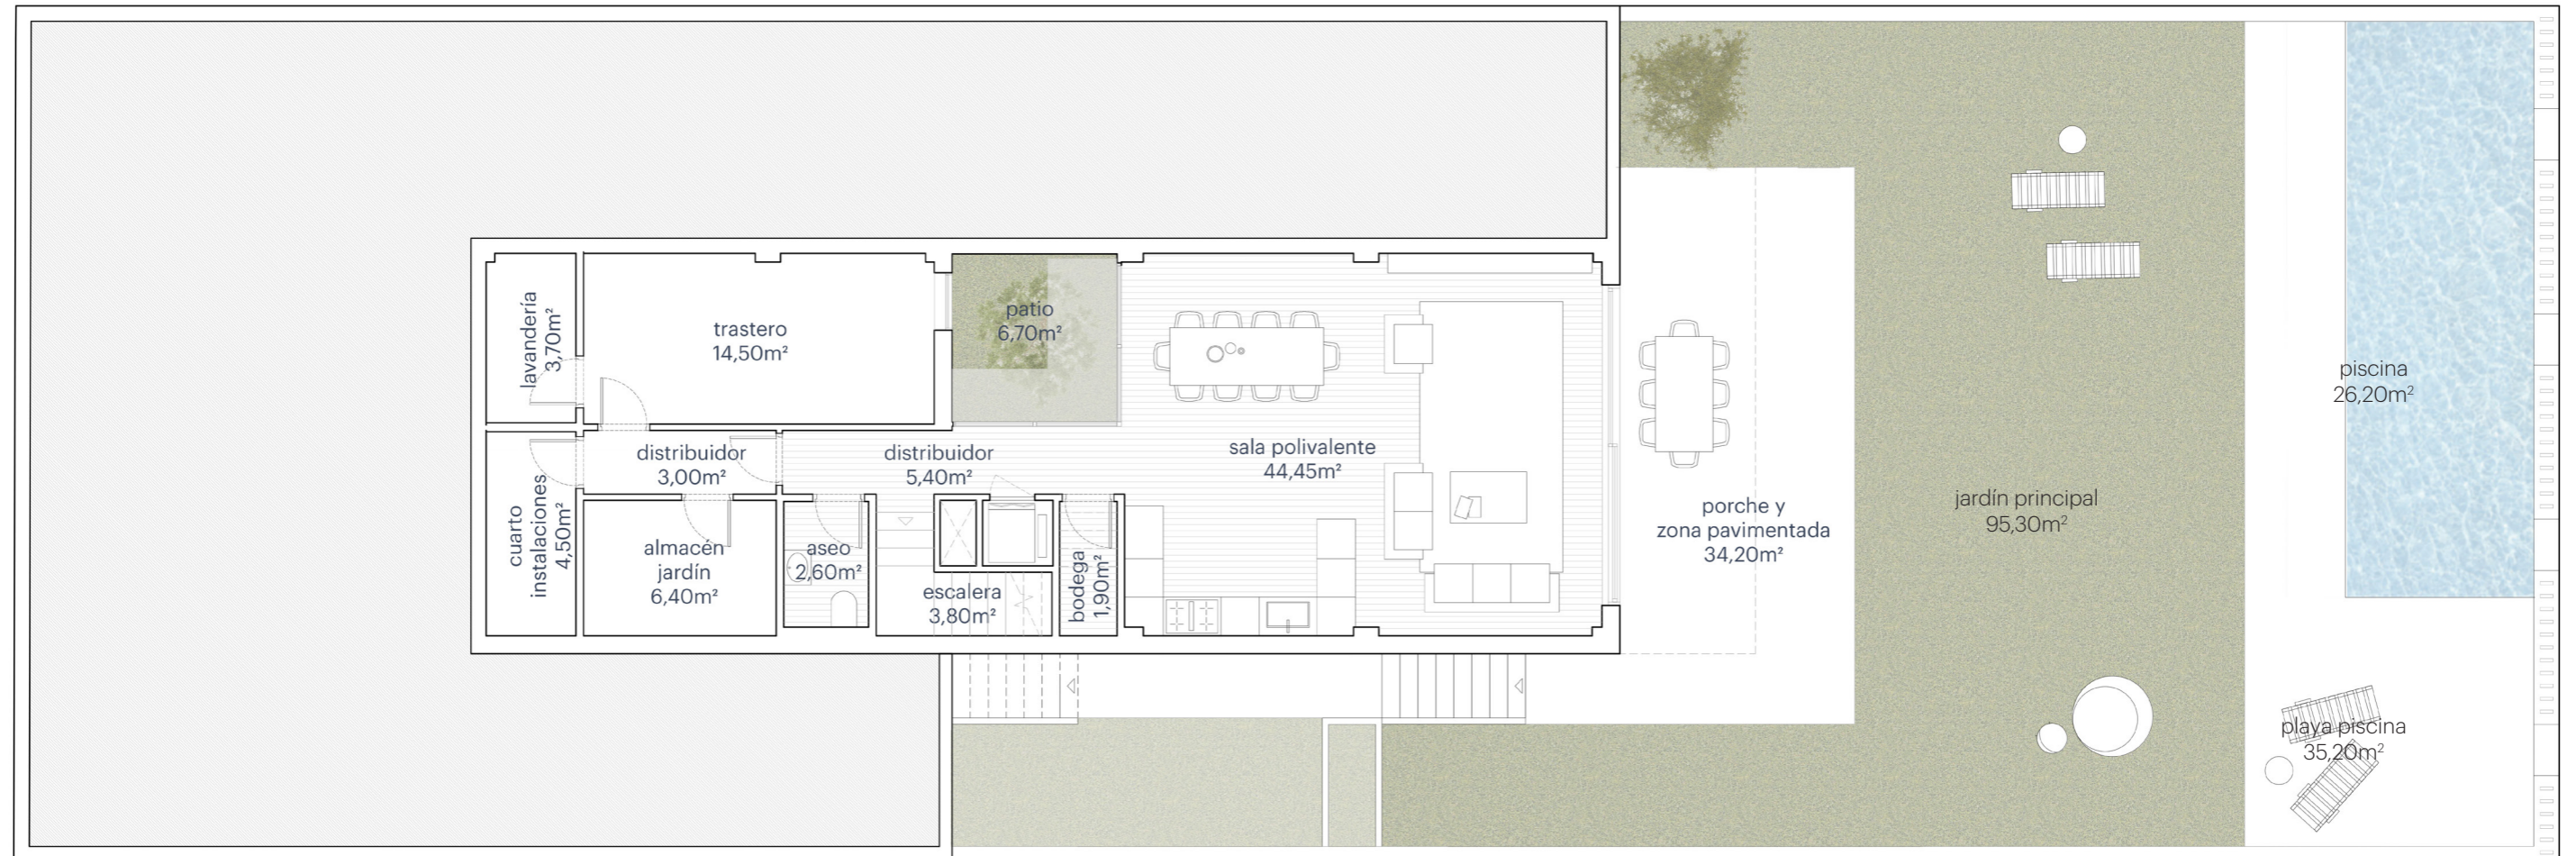 lavandería
3,70m²
trastero
14,50m²
patio
6,70m²
distribuidor
3,00m²
distribuidor
5,40m²
sala polivalente
44,45m²
cuarto
instalaciones
4,50m²
almacén
jardín
6,40m²
aseo
2,60m²
escalera
3,80m²
bodega
1,90m²
porche y
zona pavimentada
34,20m²
jardín principal
95,30m²
piscina
26,20m²
playa piscina
35,20m²